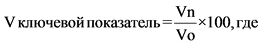 V ключевой показатель = Vn/Vo ×100, где